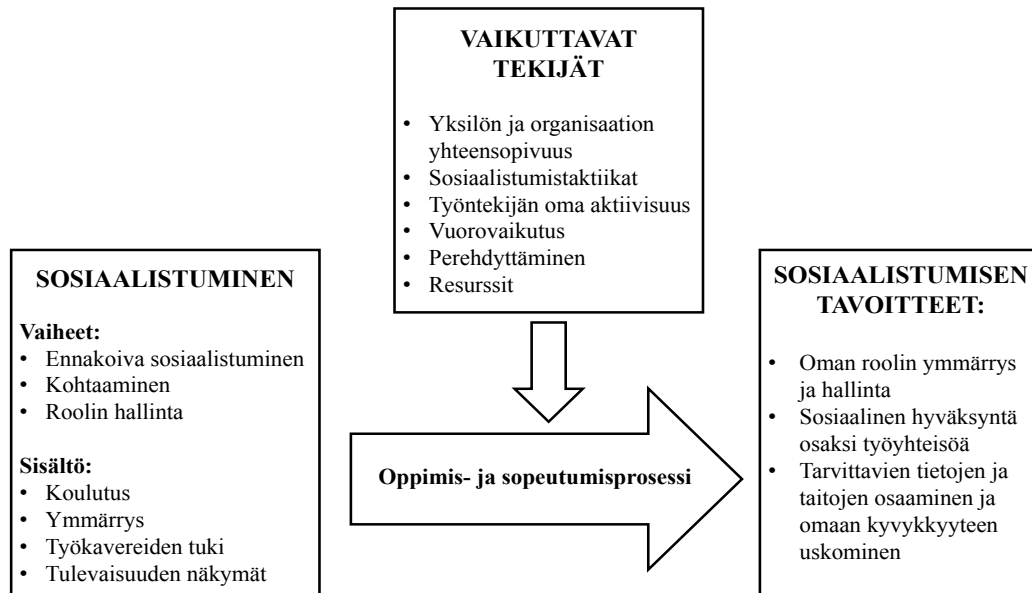 VAIKUTTAVAT
TEKIJÄT
• Yksilön ja organisaation
yhteensopivuus
• Sosiaalistumistaktiikat
• Työntekijän oma aktiivisuus
• Vuorovaikutus
• Perehdyttäminen
• Resurssit
SOSIAALISTUMINEN
Vaiheet:
• Ennakoiva sosiaalistuminen
• Kohtaaminen
• Roolin hallinta
Sisältö:
• Koulutus
• Ymmärrys
• Työkavereiden tuki
• Tulevaisuuden näkymät
Oppimis- ja sopeutumisprosessi
SOSIAALISTUMISEN
TAVOITTEET:
• Oman roolin ymmärrys
ja hallinta
• Sosiaalinen hyväksyntä
osaksi työyhteisöä
• Tarvittavien tietojen ja
taitojen osaaminen ja
omaan kyvykkyyteen
uskominen